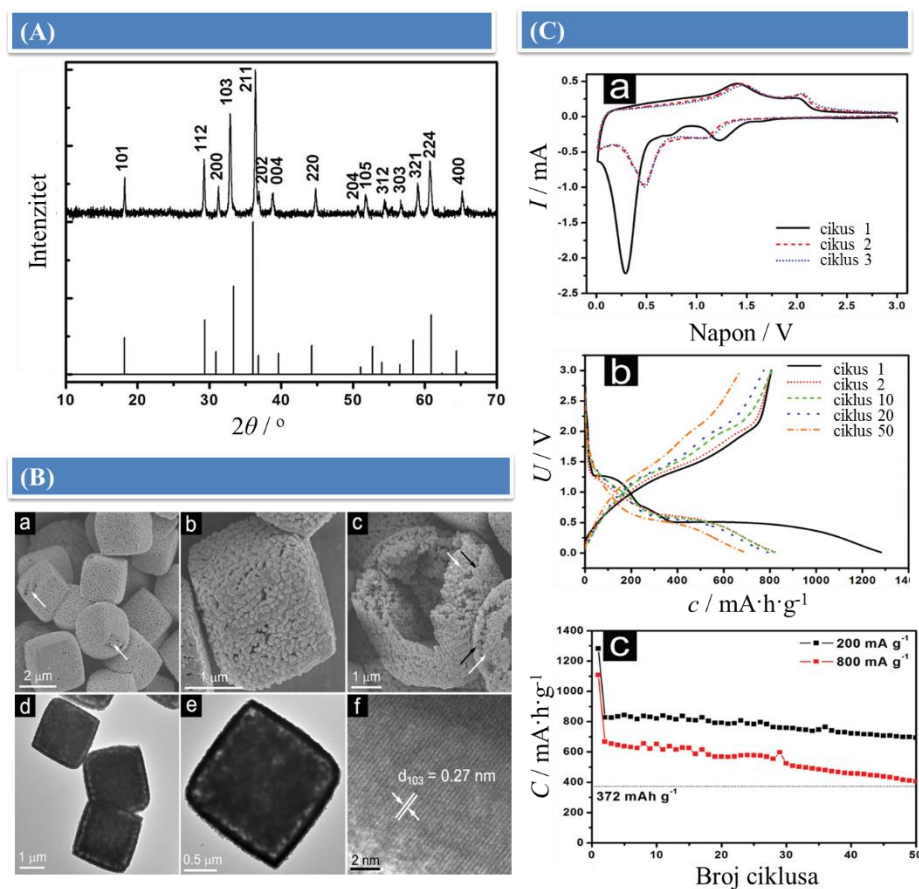 (A)
Intenzitet
101
112
200
103
211
202
004
220
204
105
312
303
321
224
400
10 20 30 40 50 60 70
2θ / °
(B)
a
2 μm
b
1 μm
c
1 μm
d
1 μm
e
0.5 μm
f
d103 = 0.27 nm
2 nm
(C)
a
I / mA
0.5
0.0
-0.5
-1.0
-1.5
-2.0
-2.5
cikus 1
cikus 2
ciklus 3
0.0 0.5 1.0 1.5 2.0 2.5 3.0
Napon / V
b
U / V
3.0
2.5
2.0
1.5
1.0
0.5
0.0
cikus 1
cikus 2
ciklus 10
ciklus 20
ciklus 50
0 200 400 600 800 1000 1200 1400
c / mA·h·g-1
c
C / mA·h·g-1
1400
1200
1000
800
600
400
200
0
200 mA g-1
800 mA g-1
372 mAh g-1
0 10 20 30 40 50
Broj ciklusa